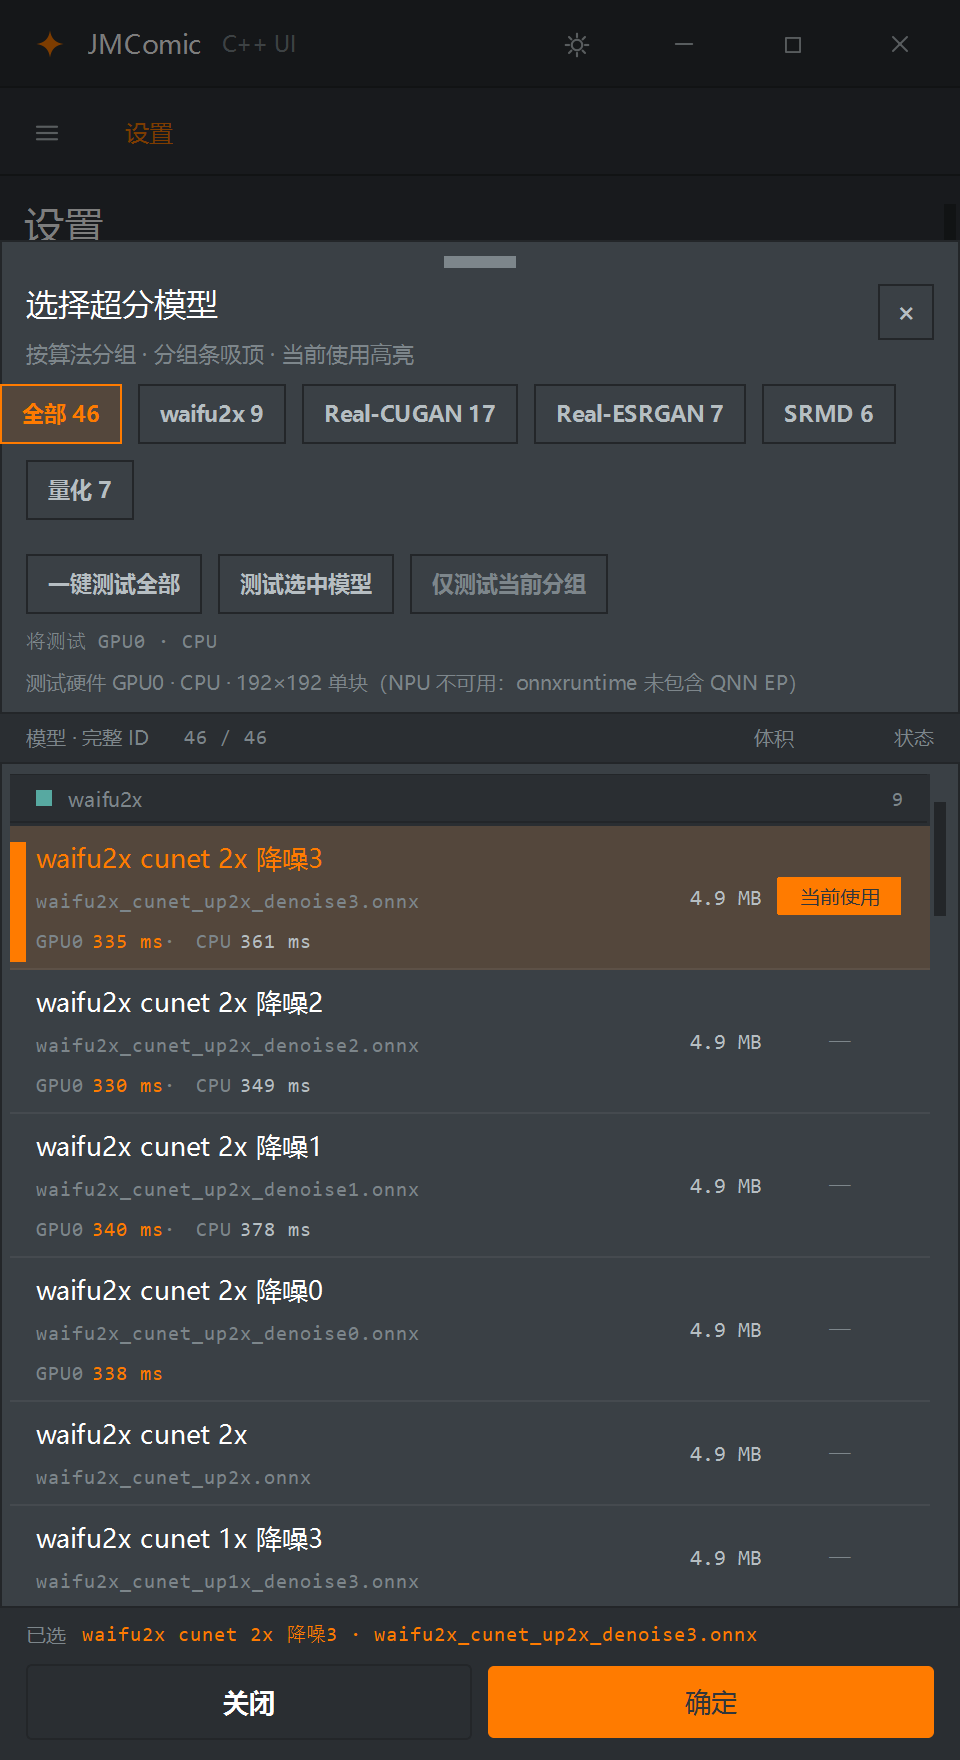 JMComic C++ UI
设置
设置
选择超分模型
×
按算法分组 · 分组条吸顶 · 当前使用高亮
全部 46 waifu2x 9 Real-CUGAN 17 Real-ESRGAN 7 SRMD 6
量化 7
一键测试全部 测试选中模型 仅测试当前分组
将测试 GPU0 · CPU
测试硬件 GPU0 · CPU · 192×192 单块（NPU 不可用：onnxruntime 未包含 QNN EP）
模型 · 完整 ID 46 / 46 体积 状态
waifu2x 9
waifu2x cunet 2x 降噪3
waifu2x_cunet_up2x_denoise3.onnx 4.9 MB 当前使用
GPU0 335 ms · CPU 361 ms
waifu2x cunet 2x 降噪2
waifu2x_cunet_up2x_denoise2.onnx 4.9 MB —
GPU0 330 ms · CPU 349 ms
waifu2x cunet 2x 降噪1
waifu2x_cunet_up2x_denoise1.onnx 4.9 MB —
GPU0 340 ms · CPU 378 ms
waifu2x cunet 2x 降噪0
waifu2x_cunet_up2x_denoise0.onnx 4.9 MB —
GPU0 338 ms
waifu2x cunet 2x
waifu2x_cunet_up2x.onnx 4.9 MB —
waifu2x cunet 1x 降噪3
waifu2x_cunet_up1x_denoise3.onnx 4.9 MB —
已选 waifu2x cunet 2x 降噪3 · waifu2x_cunet_up2x_denoise3.onnx
关闭 确定